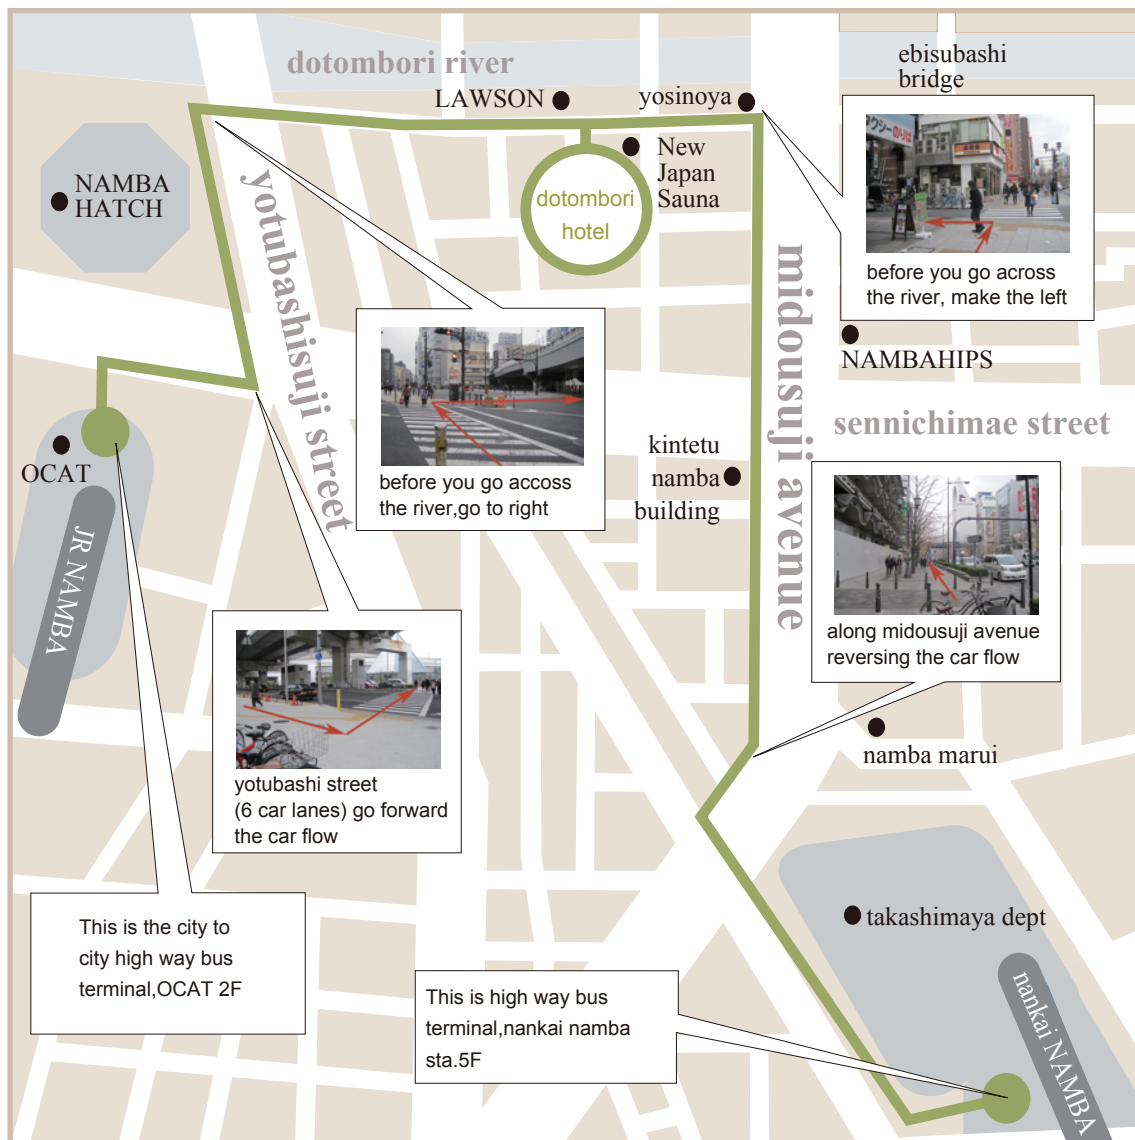 dotombori river
ebisubashi
bridge
LAWSON
yosinoya
New
Japan
Sauna
NAMBA
HATCH
dotombori
hotel
yotubashisuji street
midousuji avenue
before you go across
the river, make the left
NAMBAHIPS
sennichimae street
before you go accoss
the river,go to right
kintetu
namba
building
OCAT
JR NAMBA
along midousuji avenue
reversing the car flow
namba marui
yotubashi street
(6 car lanes) go forward
the car flow
takashimaya dept
This is the city to
city high way bus
terminal,OCAT 2F
This is high way bus
terminal,nankai namba
sta.5F
nankai NAMBA